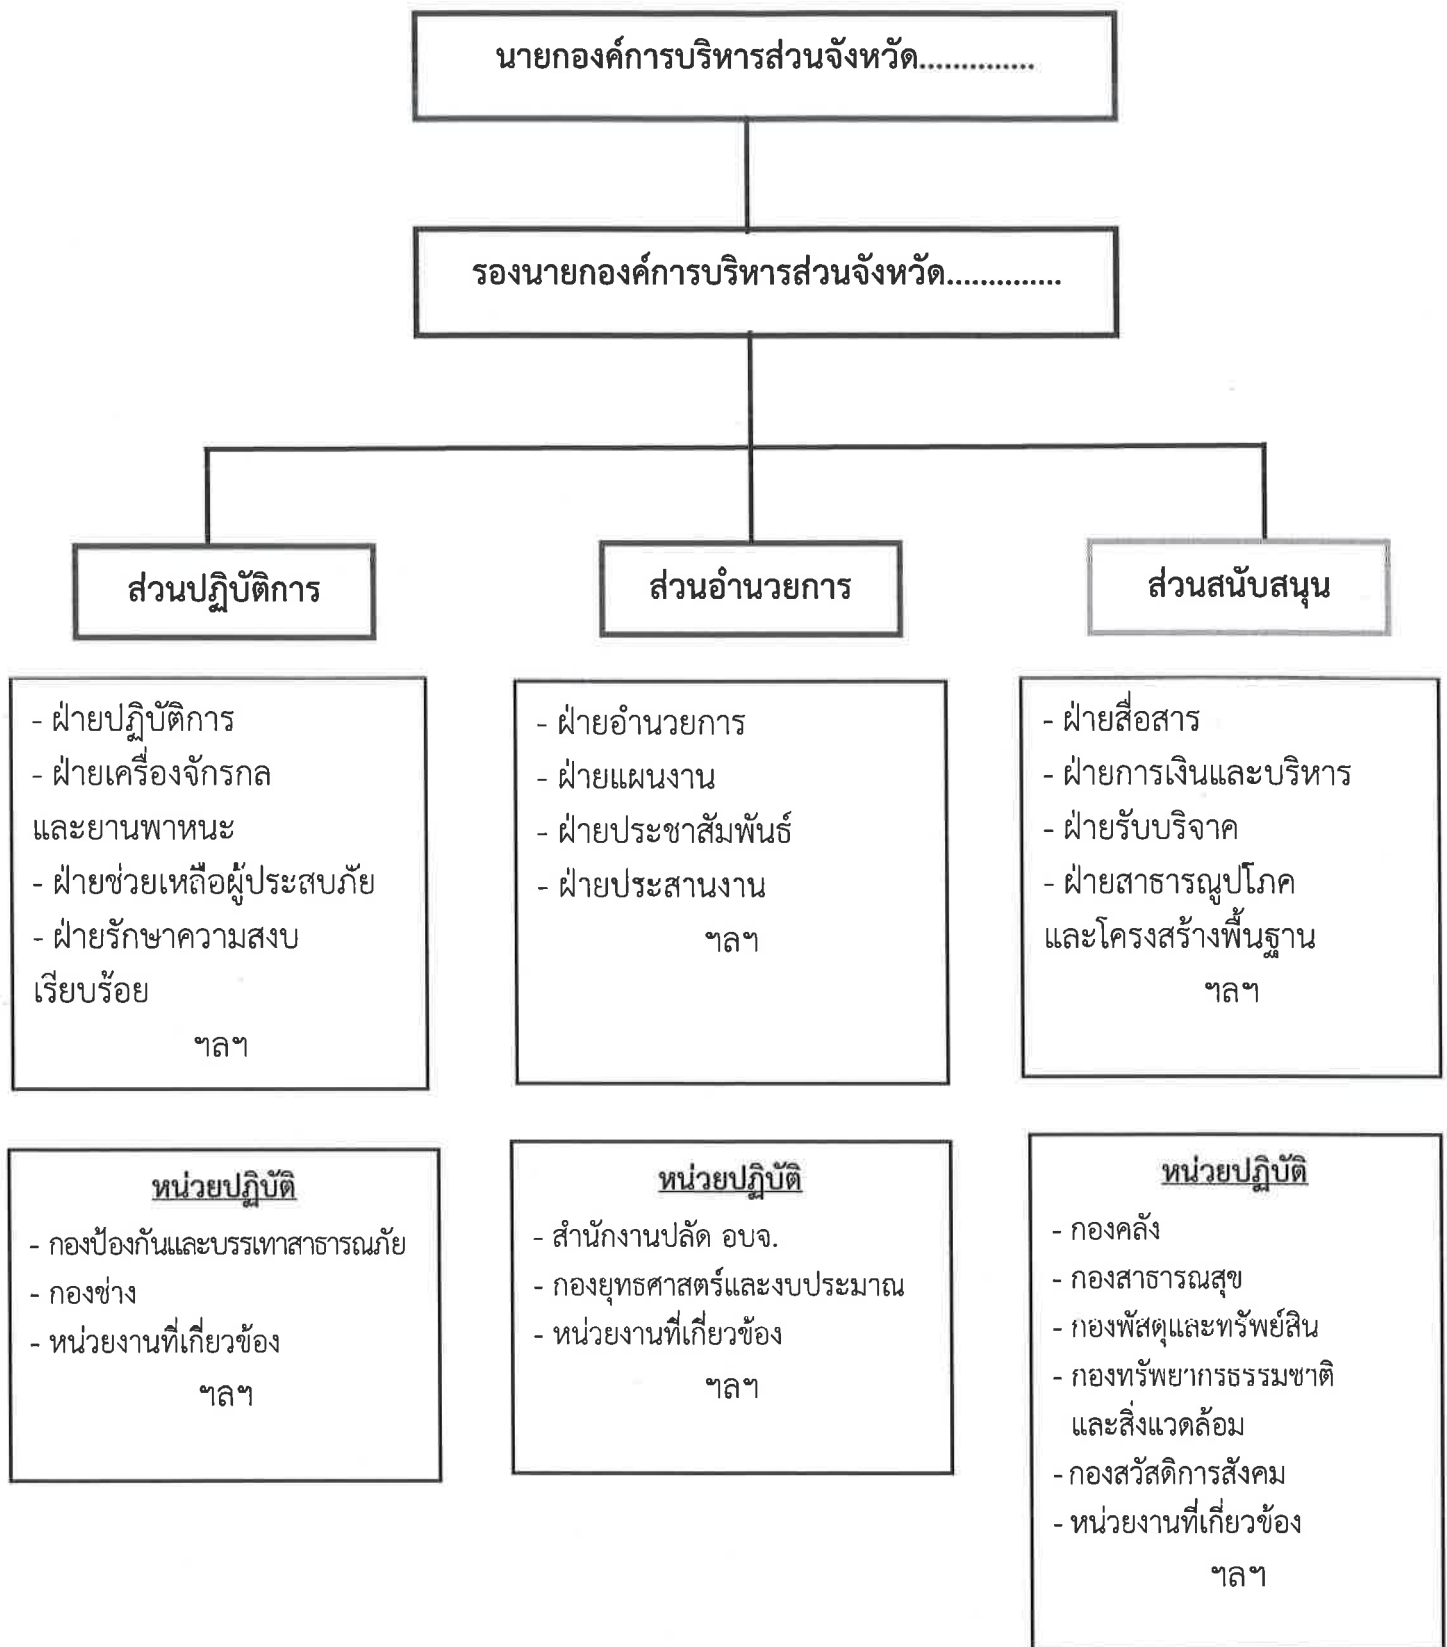 นายกองค์การบริหารส่วนจังหวัด..............
รองนายกองค์การบริหารส่วนจังหวัด..............
ส่วนปฏิบัติการ
- ฝ่ายปฏิบัติการ
- ฝ่ายเครื่องจักรกล
และยานพาหนะ
- ฝ่ายช่วยเหลือผู้ประสบภัย
- ฝ่ายรักษาความสงบ
เรียบร้อย
ฯลฯ
หน่วยปฏิบัติ
- กองป้องกันและบรรเทาสาธารณภัย
- กองช่าง
- หน่วยงานที่เกี่ยวข้อง
ฯลฯ
ส่วนอำนวยการ
- ฝ่ายอำนวยการ
- ฝ่ายแผนงาน
- ฝ่ายประชาสัมพันธ์
- ฝ่ายประสานงาน
ฯลฯ
หน่วยปฏิบัติ
- สำนักงานปลัด อบจ.
- กองยุทธศาสตร์และงบประมาณ
- หน่วยงานที่เกี่ยวข้อง
ฯลฯ
ส่วนสนับสนุน
- ฝ่ายสื่อสาร
- ฝ่ายการเงินและบริหาร
- ฝ่ายรับบริจาค
- ฝ่ายสาธารณูปโภค
และโครงสร้างพื้นฐาน
ฯลฯ
หน่วยปฏิบัติ
- กองคลัง
- กองสาธารณสุข
- กองพัสดุและทรัพย์สิน
- กองทรัพยากรธรรมชาติ
และสิ่งแวดล้อม
- กองสวัสดิการสังคม
- หน่วยงานที่เกี่ยวข้อง
ฯลฯ